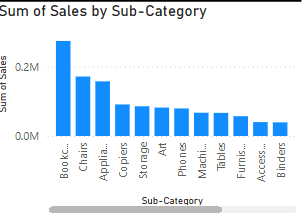 Sum of Sales by Sub-Category
Sum of Sales
0.2M
0.0M
Bookc...
Chairs
Applia...
Copiers
Storage
Art
Phones
Machi...
Tables
Furnis...
Access...
Binders
Sub-Category